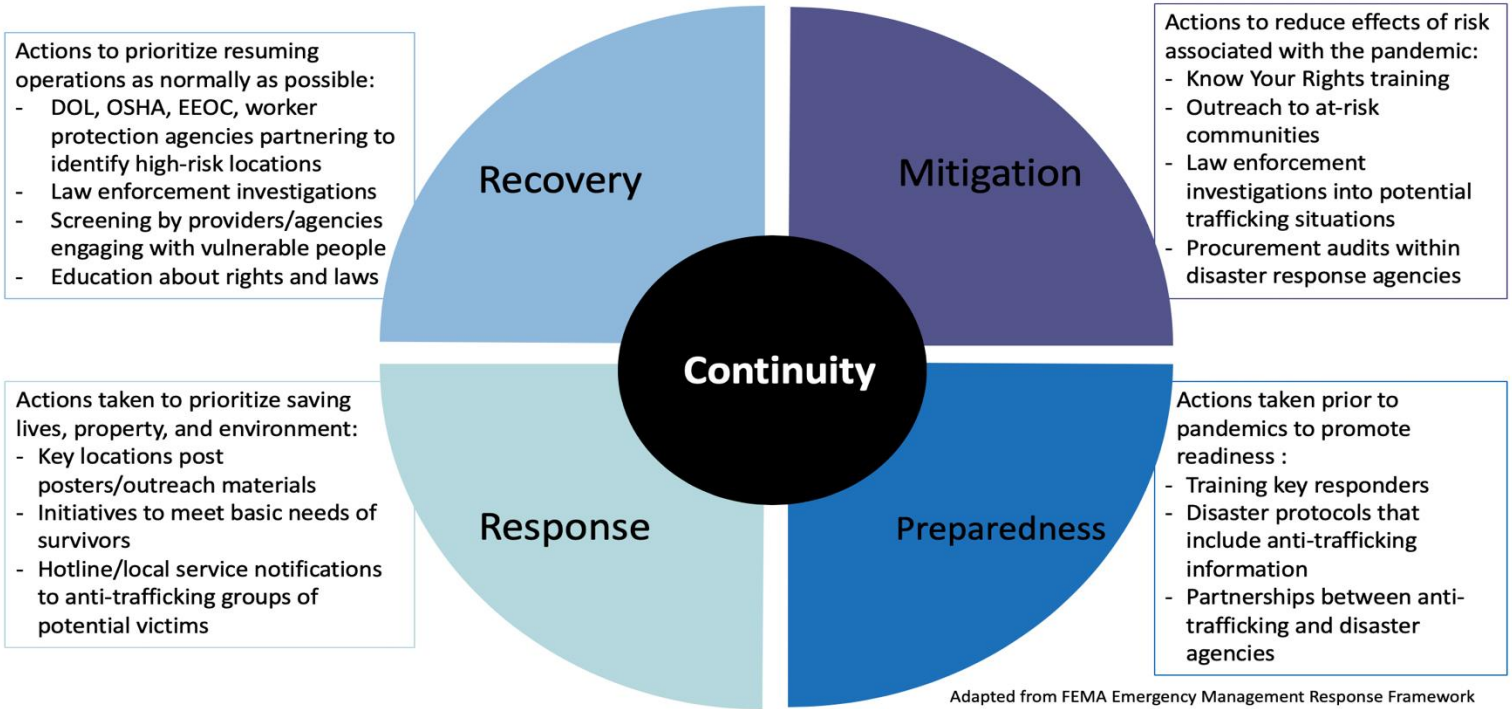 Actions to prioritize resuming
operations as normally as possible:
- DOL, OSHA, EEOC, worker
protection agencies partnering to
identify high-risk locations
- Law enforcement investigations
- Screening by providers/agencies
engaging with vulnerable people
- Education about rights and laws
Recovery
Mitigation
Actions to reduce effects of risk
associated with the pandemic:
- Know Your Rights training
- Outreach to at-risk
communities
- Law enforcement
investigations into potential
trafficking situations
- Procurement audits within
disaster response agencies
Continuity
Actions taken to prioritize saving
lives, property, and environment:
- Key locations post
posters/outreach materials
- Initiatives to meet basic needs of
survivors
- Hotline/local service notifications
to anti-trafficking groups of
potential victims
Response
Preparedness
Actions taken prior to
pandemics to promote
readiness :
- Training key responders
- Disaster protocols that
include anti-trafficking
information
- Partnerships between anti-
trafficking and disaster
agencies
Adapted from FEMA Emergency Management Response Framework